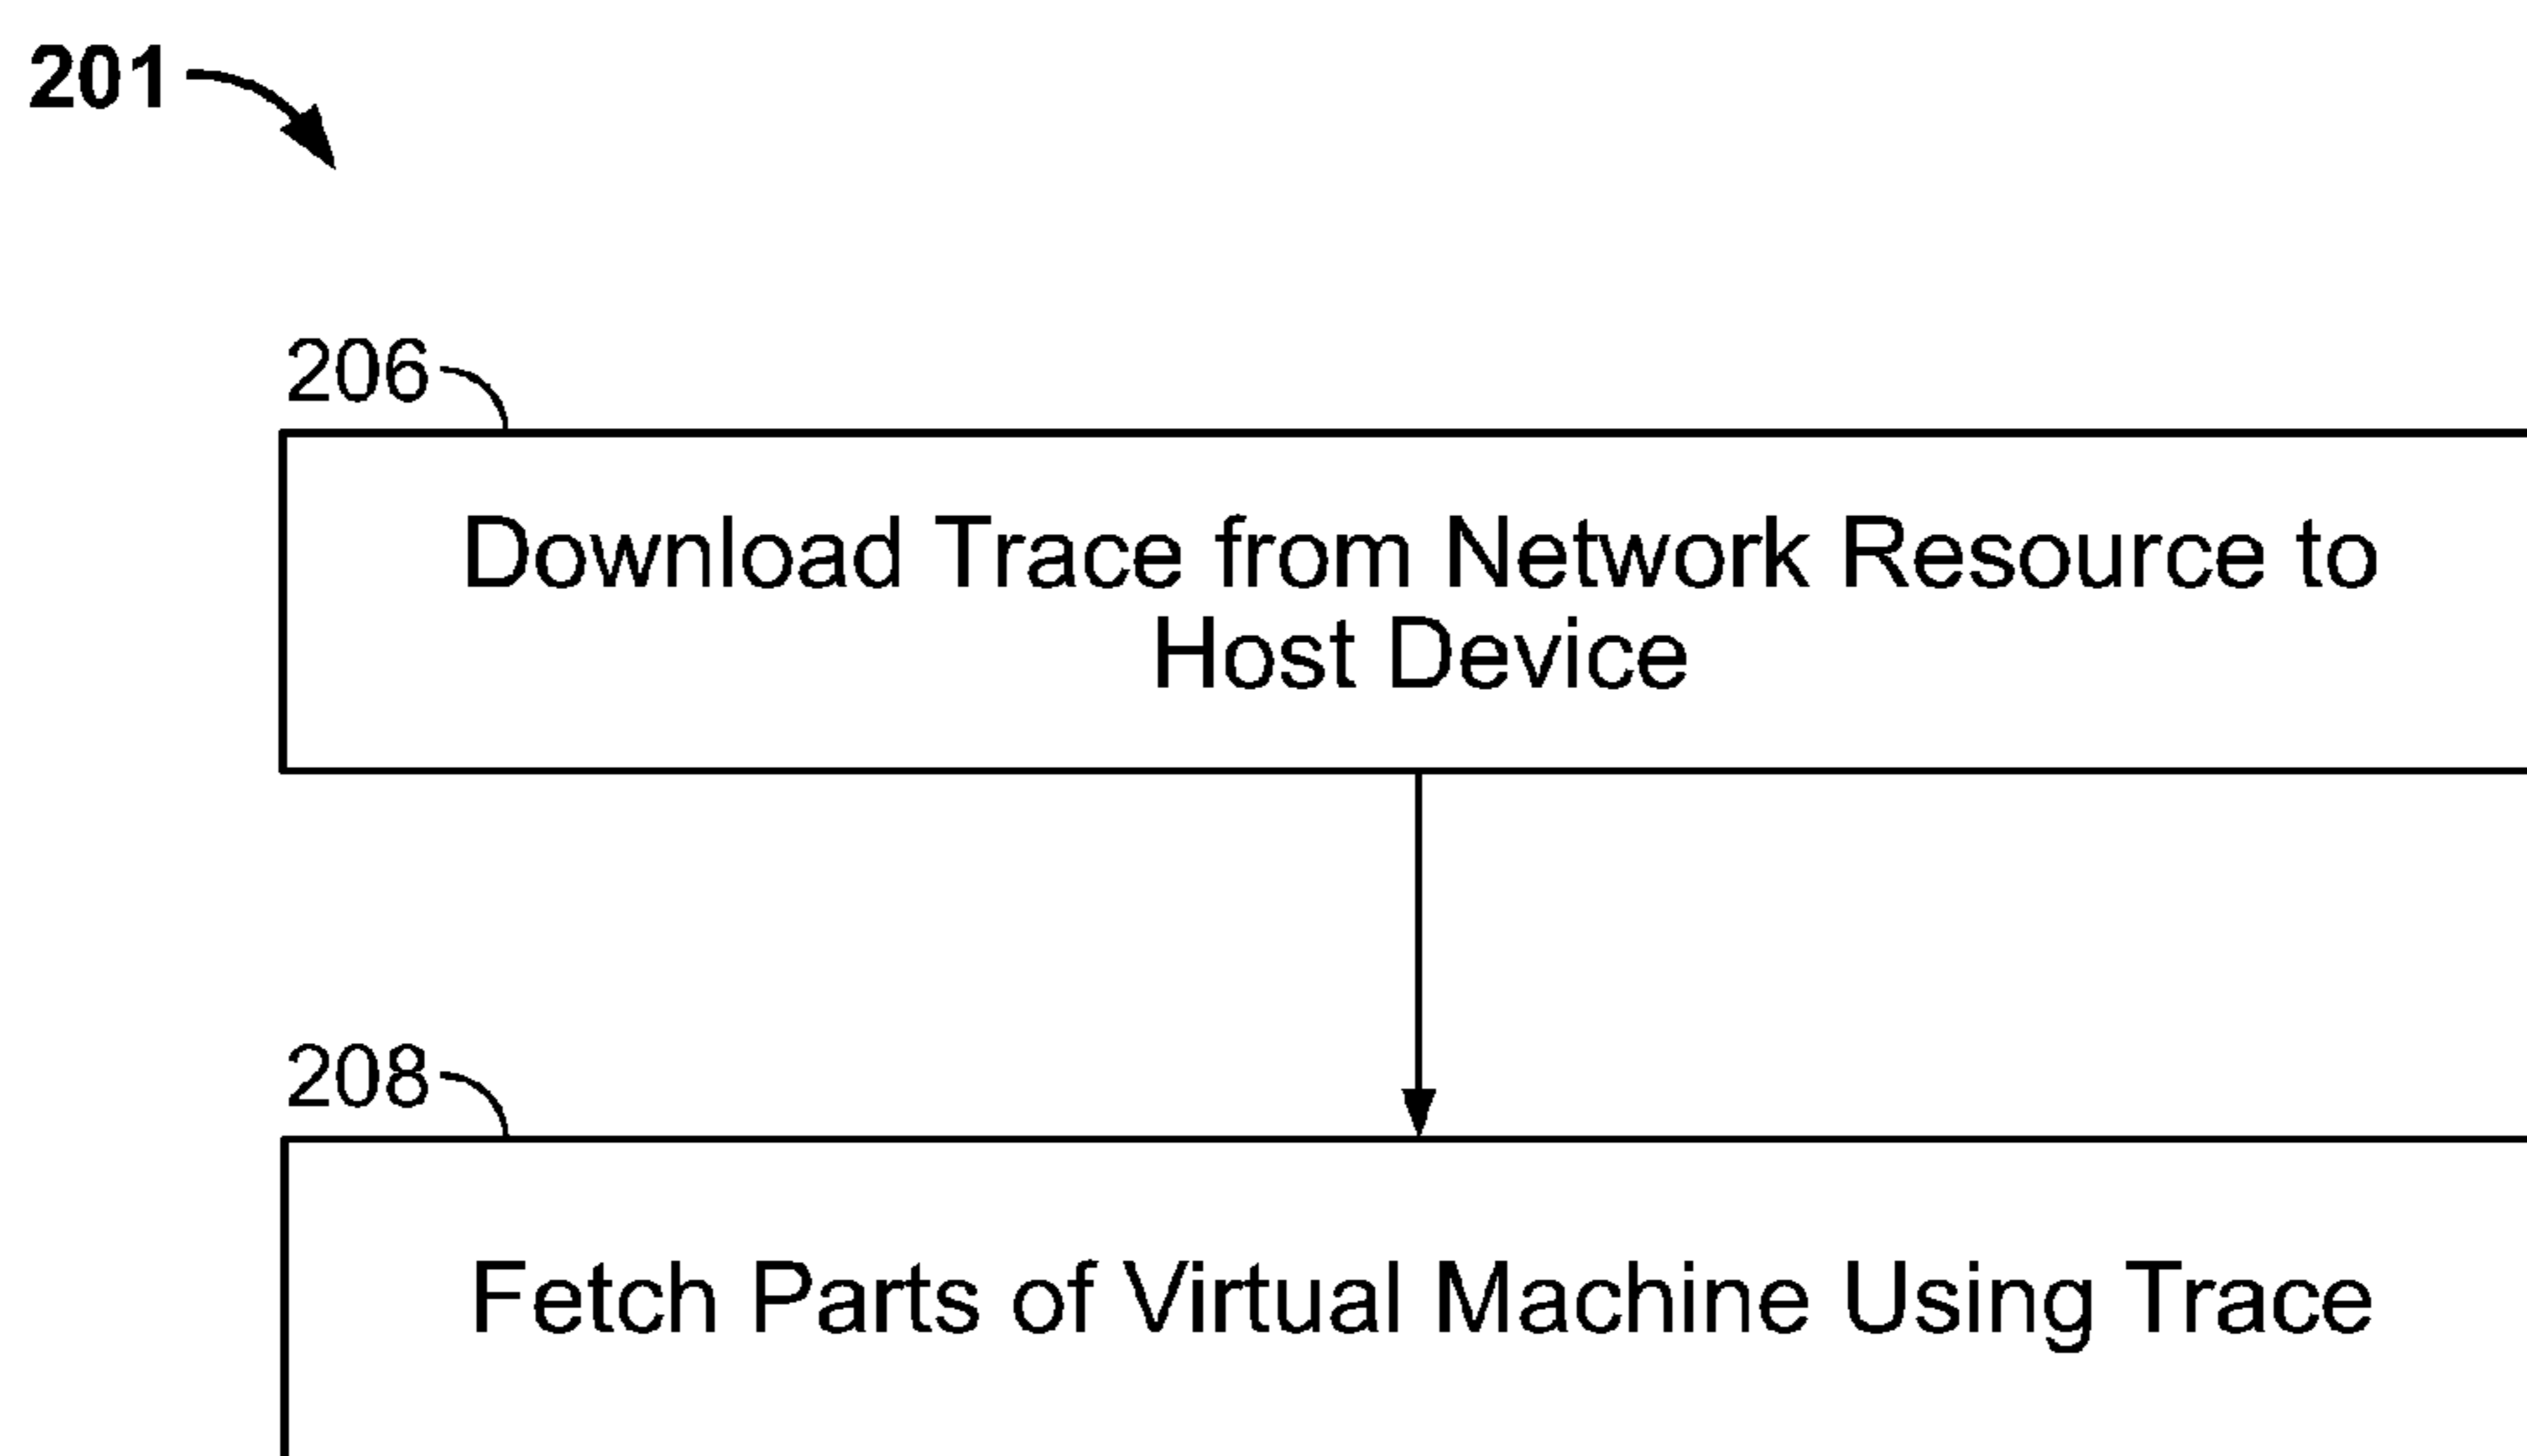 201
206
Download Trace from Network Resource to
Host Device
208
Fetch Parts of Virtual Machine Using Trace